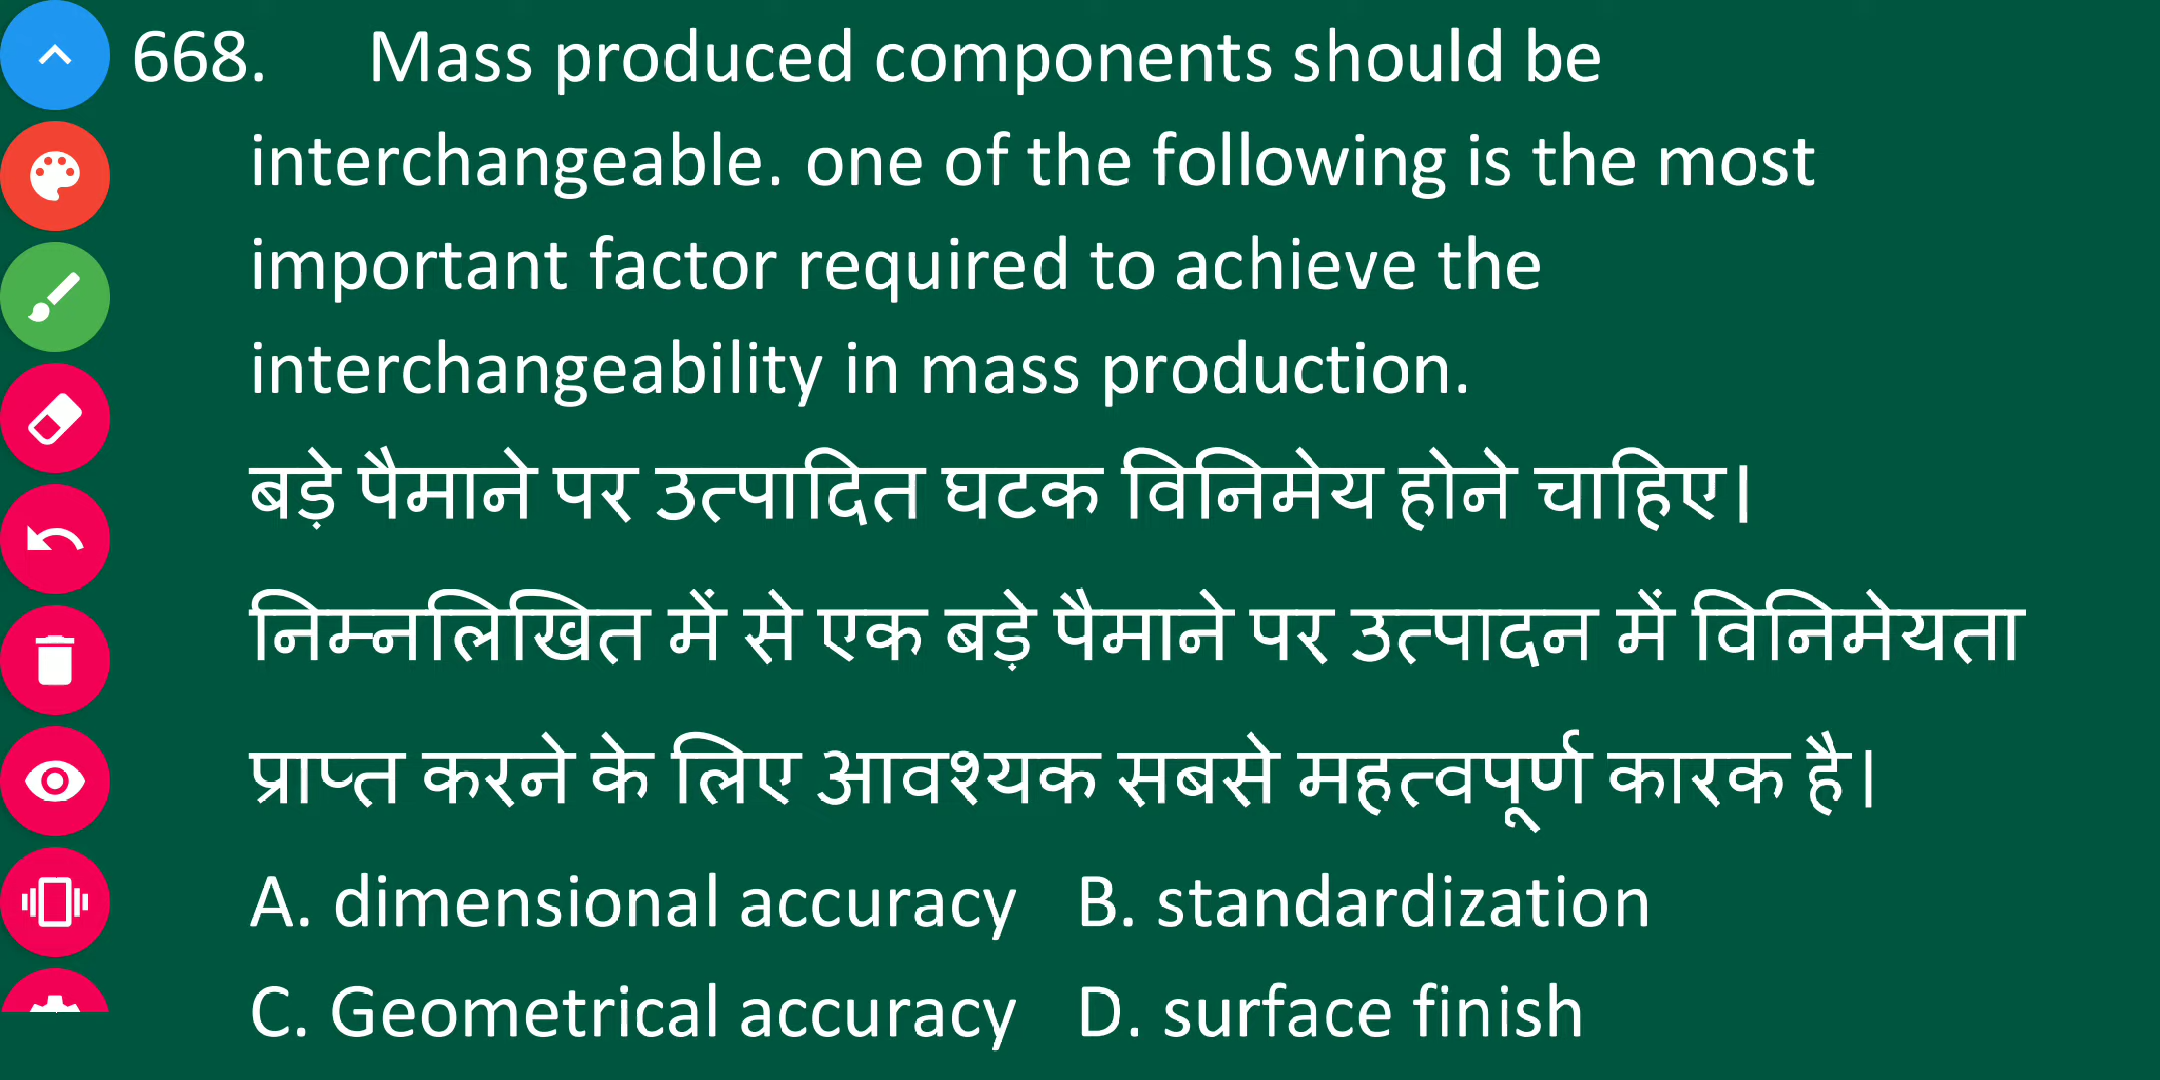 668. Mass produced components should be
interchangeable. one of the following is the most
important factor required to achieve the
interchangeability in mass production.
बड़े पैमाने पर उत्पादित घटक विनिमेय होने चाहिए।
निम्नलिखित में से एक बड़े पैमाने पर उत्पादन में विनिमेयता
प्राप्त करने के लिए आवश्यक सबसे महत्वपूर्ण कारक है।
A. dimensional accuracy B. standardization
C. Geometrical accuracy D. surface finish